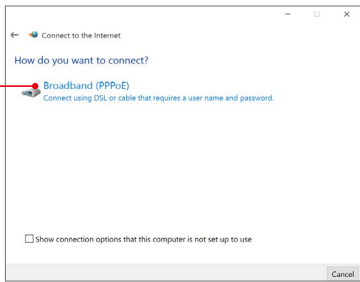 Connect to the Internet
How do you want to connect?
Broadband (PPPoE)
Connect using DSL or cable that requires a user name and password.
Show connection options that this computer is not set up to use
Cancel